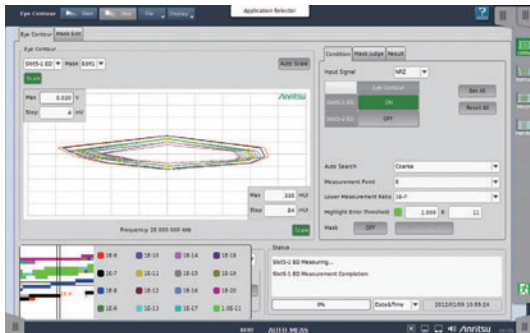 Eye Contour Start Stop File Display Application Selector
Eye Contour Mask Edit
Eye Contour
Slot5-1 ED Mask Edit1 Auto Scale
Scale
Max 0.020 V
Step 4 mV
Anritsu
Max 330 mUI
Step 84 mUI
Frequency 28 000 000 kHz
Scale
Condition Mask Judge Result
Input Signal NRZ
Eye Contour
Slot5-1 ED ON
Slot5-2 ED OFF
Set All
Reset All
Auto Search Coarse
Measurement Point 8
Lower Measurement Ratio 1E-7
Highlight Error Threshold 1.000 E- 11
Mask OFF
1E-6 1E-10 1E-14 1E-18
1E-7 1E-11 1E-15 1E-19
1E-8 1E-12 1E-16 1E-20
1E-9 1E-13 1E-17 1.0E-11
Status
Slot5-1 ED Measuring...
Slot5-1 ED Measurement Completion
0% Date&Time 2012/01/06 10:55:24
AUTO MEAS
Anritsu